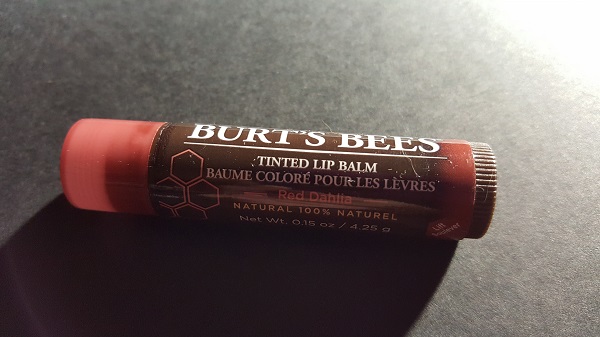 BURT'S BEES
TINTED LIP BALM
BAUME COLORÉ POUR LES LÈVRES
Red Dahlia
NATURAL 100% NATUREL
Net Wt. 0.15 oz / 4.25 g
Lift